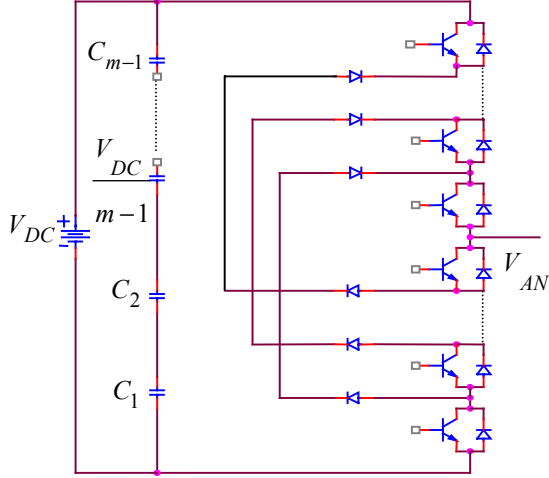 C_{m-1}
V_{DC}
m-1
V_{DC} + -
C_2
C_1
V_{AN}